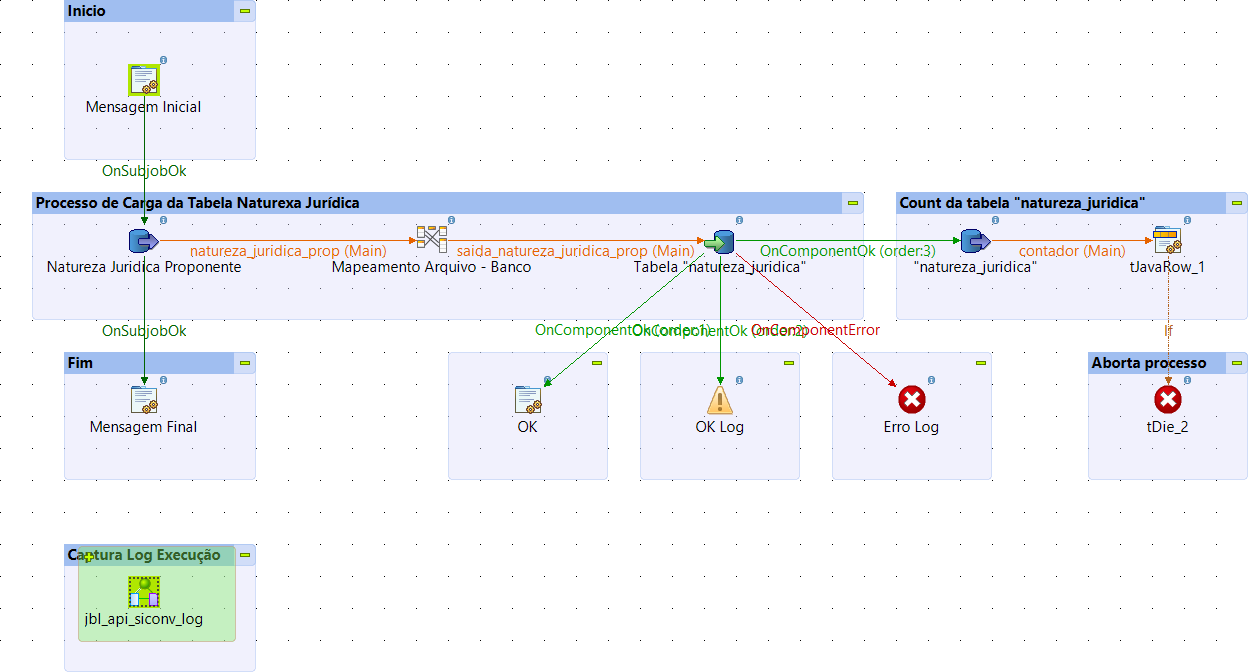 Inicio
Mensagem Inicial
OnSubjobOk
Processo de Carga da Tabela Naturexa Jurídica
Count da tabela "natureza_juridica"
natureza_juridica_prop (Main)
saida_natureza_juridica_prop (Main)
OnComponentOk (order:3)
contador (Main)
Natureza Juridica Proponente
Mapeamento Arquivo - Banco
Tabela "natureza_juridica"
"natureza_juridica"
tJavaRow_1
OnSubjobOk
OnComponentOk (order:1)
OnComponentOk (order:2)
OnComponentError
If
Fim
Aborta processo
Mensagem Final
OK
OK Log
Erro Log
tDie_2
Captura Log Execução
jbl_api_siconv_log